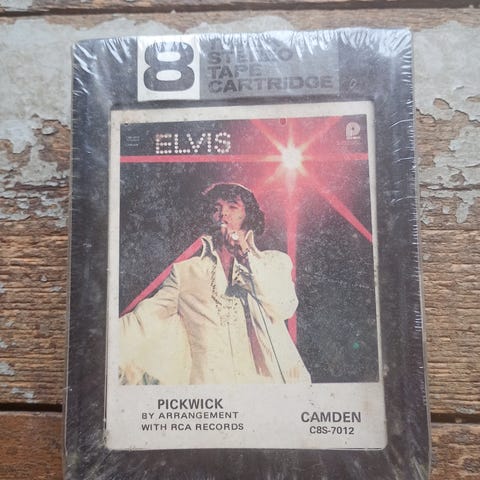 8
STEREO
TAPE
CARTRIDGE
ELVIS
PICKWICK
BY ARRANGEMENT
WITH RCA RECORDS
CAMDEN
C8S-7012